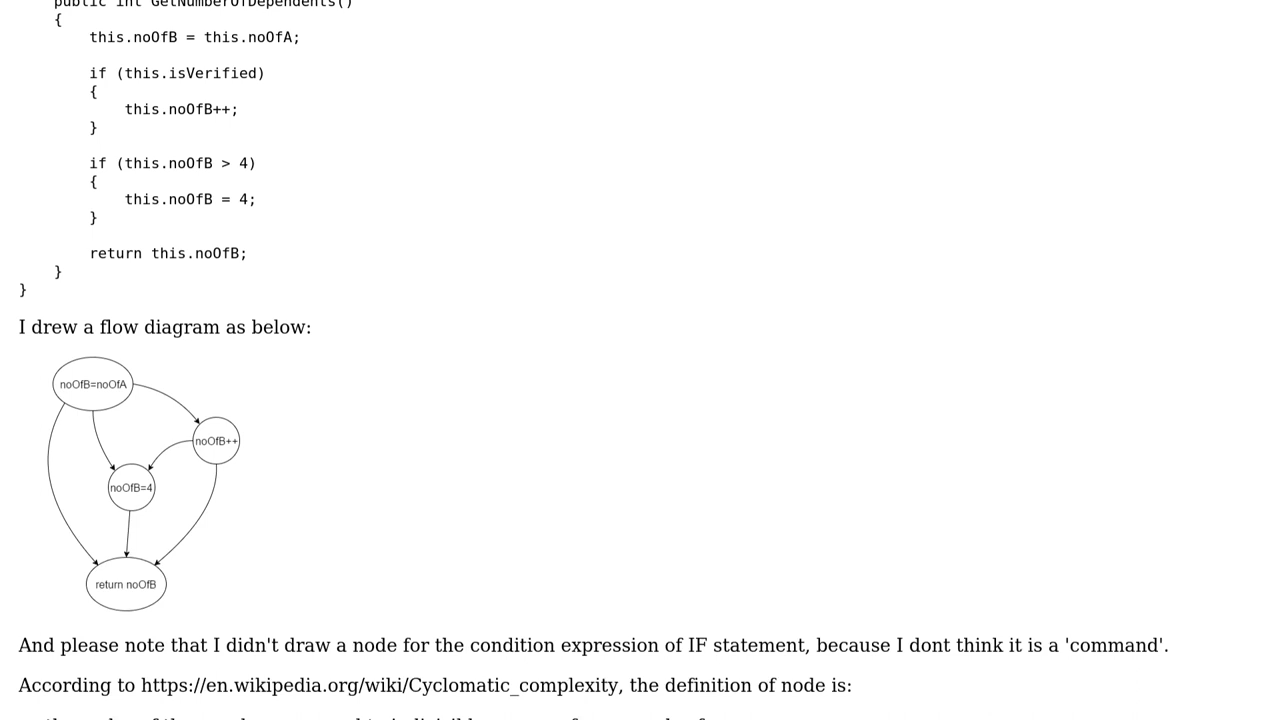 public int GetNumberOfDependents()
{
this.noOfB = this.noOfA;
if (this.isVerified)
{
this.noOfB++;
}
if (this.noOfB > 4)
{
this.noOfB = 4;
}
return this.noOfB;
}
}
I drew a flow diagram as below:
noOfB=noOfA
noOfB++
noOfB=4
return noOfB
And please note that I didn't draw a node for the condition expression of IF statement, because I dont think it is a 'command'.
According to https://en.wikipedia.org/wiki/Cyclomatic_complexity, the definition of node is: